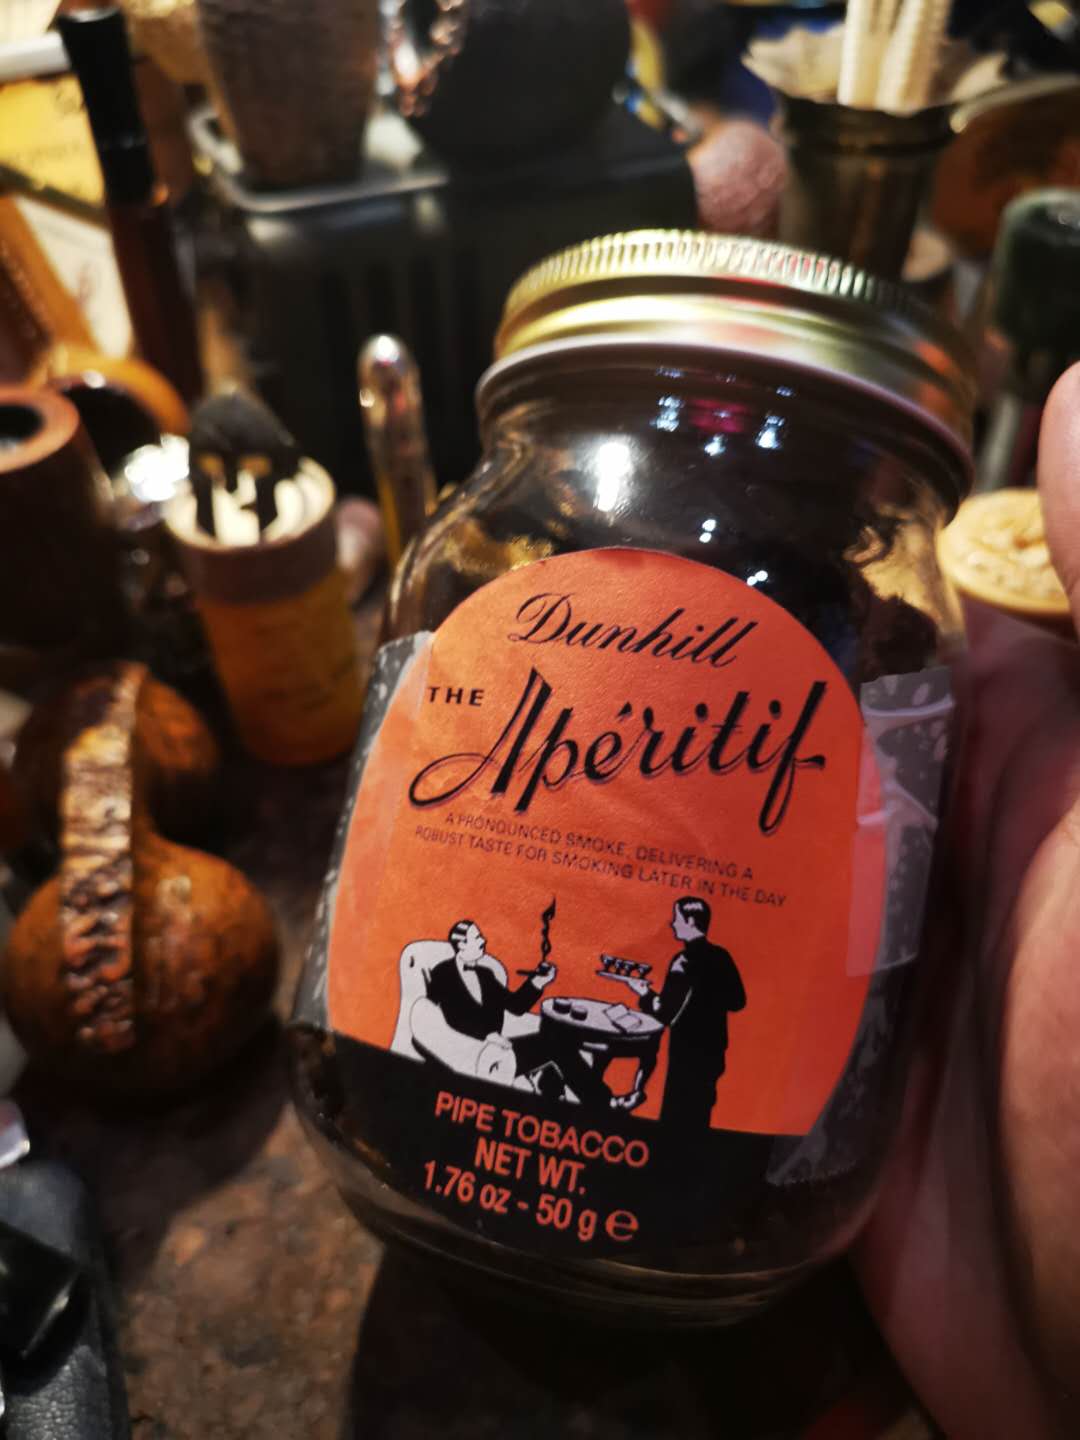 Dunhill
THE Apéritif
A PRONOUNCED SMOKE, DELIVERING A
ROBUST TASTE FOR SMOKING LATER IN THE DAY
PIPE TOBACCO
NET WT.
1.76 oz - 50 g ℮